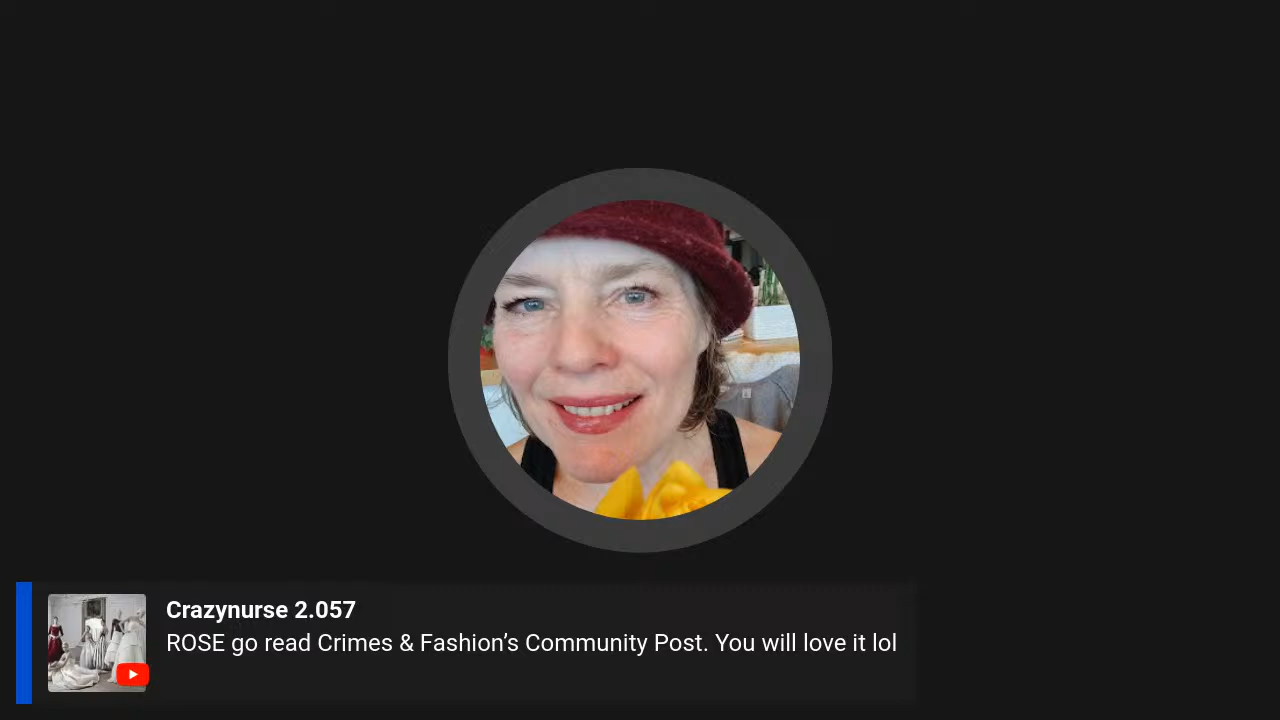 Crazynurse 2.057
ROSE go read Crimes & Fashion’s Community Post. You will love it lol